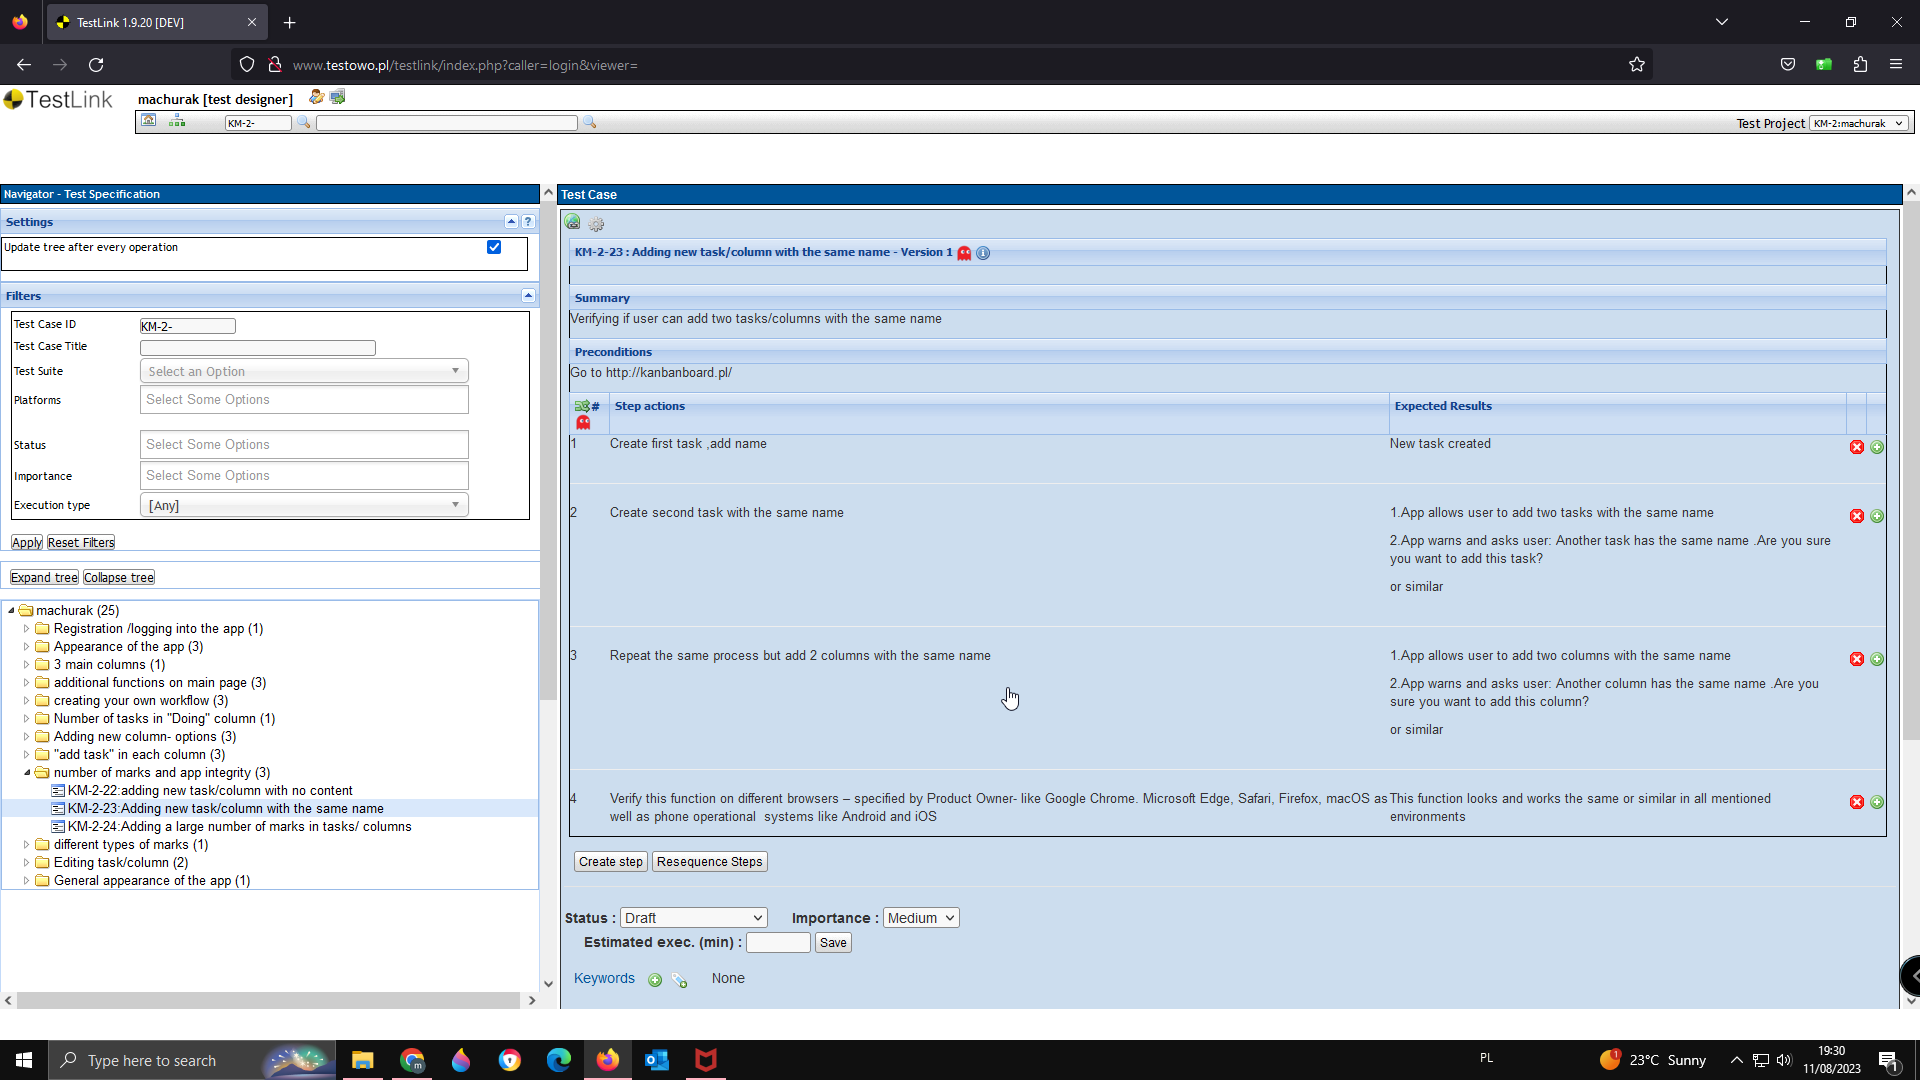 TestLink 1.9.20 [DEV]
www.testowo.pl/testlink/index.php?caller=login&viewer=
TestLink
machurak [test designer]
KM-2-
Test Project KM-2:machurak
Navigator - Test Specification
Settings
Update tree after every operation
Filters
Test Case ID KM-2-
Test Case Title
Test Suite Select an Option
Platforms Select Some Options
Status Select Some Options
Importance Select Some Options
Execution type [Any]
Apply Reset Filters
Expand tree Collapse tree
machurak (25)
Registration /logging into the app (1)
Appearance of the app (3)
3 main columns (1)
additional functions on main page (3)
creating your own workflow (3)
Number of tasks in "Doing" column (1)
Adding new column- options (3)
"add task" in each column (3)
number of marks and app integrity (3)
KM-2-22:adding new task/column with no content
KM-2-23:Adding new task/column with the same name
KM-2-24:Adding a large number of marks in tasks/ columns
different types of marks (1)
Editing task/column (2)
General appearance of the app (1)
Test Case
KM-2-23 : Adding new task/column with the same name - Version 1
Summary
Verifying if user can add two tasks/columns with the same name
Preconditions
Go to http://kanbanboard.pl/
# Step actions Expected Results
1 Create first task ,add name New task created
2 Create second task with the same name 1.App allows user to add two tasks with the same name
2.App warns and asks user: Another task has the same name .Are you sure
you want to add this task?
or similar
3 Repeat the same process but add 2 columns with the same name 1.App allows user to add two columns with the same name
2.App warns and asks user: Another column has the same name .Are you
sure you want to add this column?
or similar
4 Verify this function on different browsers – specified by Product Owner- like Google Chrome. Microsoft Edge, Safari, Firefox, macOS as This function looks and works the same or similar in all mentioned
well as phone operational systems like Android and iOS environments
Create step Resequence Steps
Status : Draft Importance : Medium
Estimated exec. (min) : Save
Keywords None
Type here to search
m
PL
1
23°C Sunny
19:30
11/08/2023
1